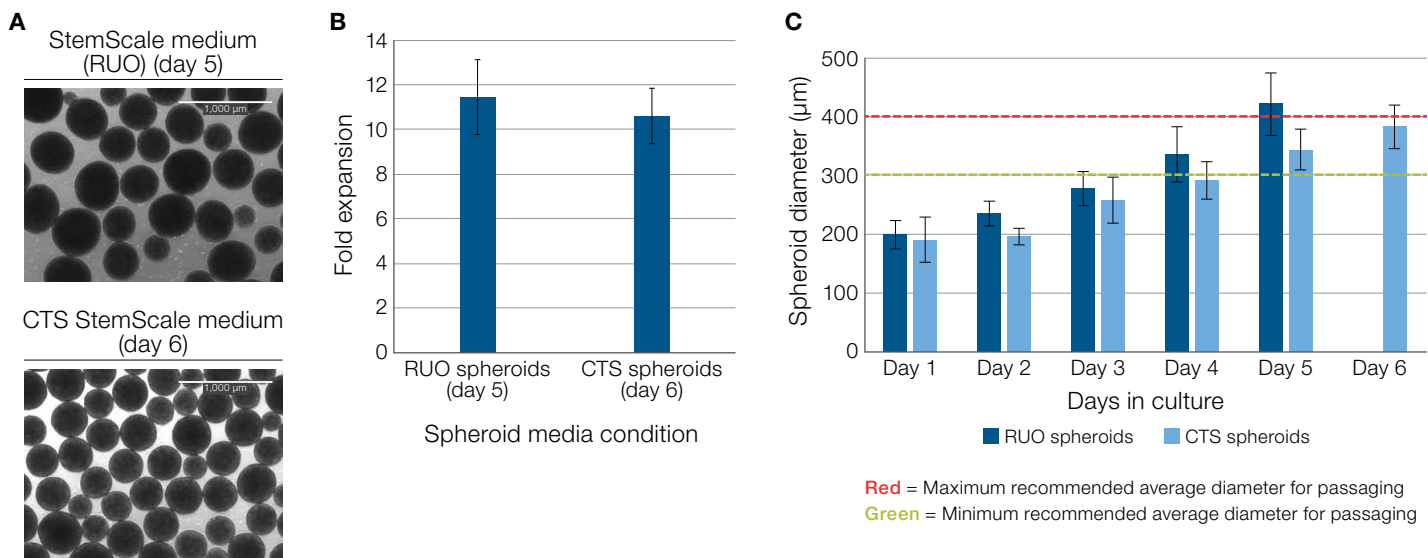 A
StemScale medium
(RUO) (day 5)
1,000 µm
CTS StemScale medium
(day 6)
1,000 µm
B
14
12
10
8
6
4
2
0
Fold expansion
RUO spheroids
(day 5)
CTS spheroids
(day 6)
Spheroid media condition
C
500
400
300
200
100
0
Spheroid diameter (µm)
Day 1
Day 2
Day 3
Day 4
Day 5
Day 6
Days in culture
RUO spheroids
CTS spheroids
Red = Maximum recommended average diameter for passaging
Green = Minimum recommended average diameter for passaging